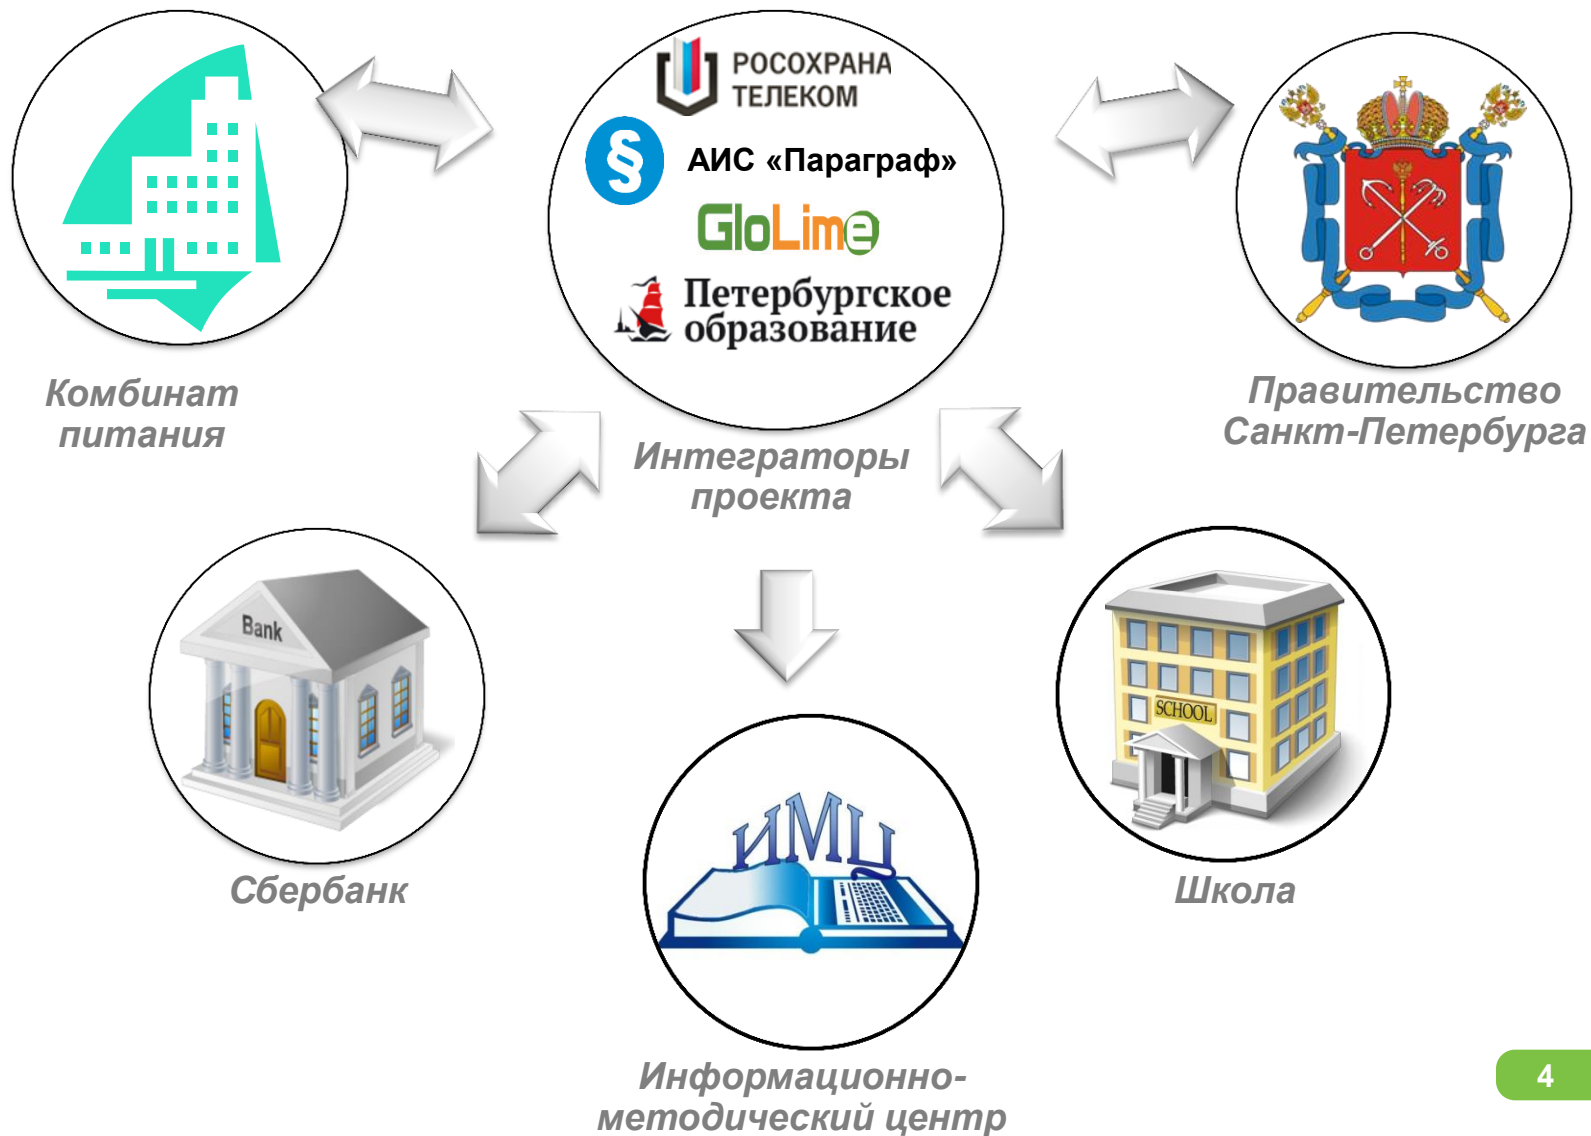 РОСОХРАНА
ТЕЛЕКОМ
§
АИС «Параграф»
GloLime
Петербургское
образование
Комбинат
питания
Интеграторы
проекта
Правительство
Санкт-Петербурга
Bank
SCHOOL
Сбербанк
ИМЦ
Школа
Информационно-
методический центр
4